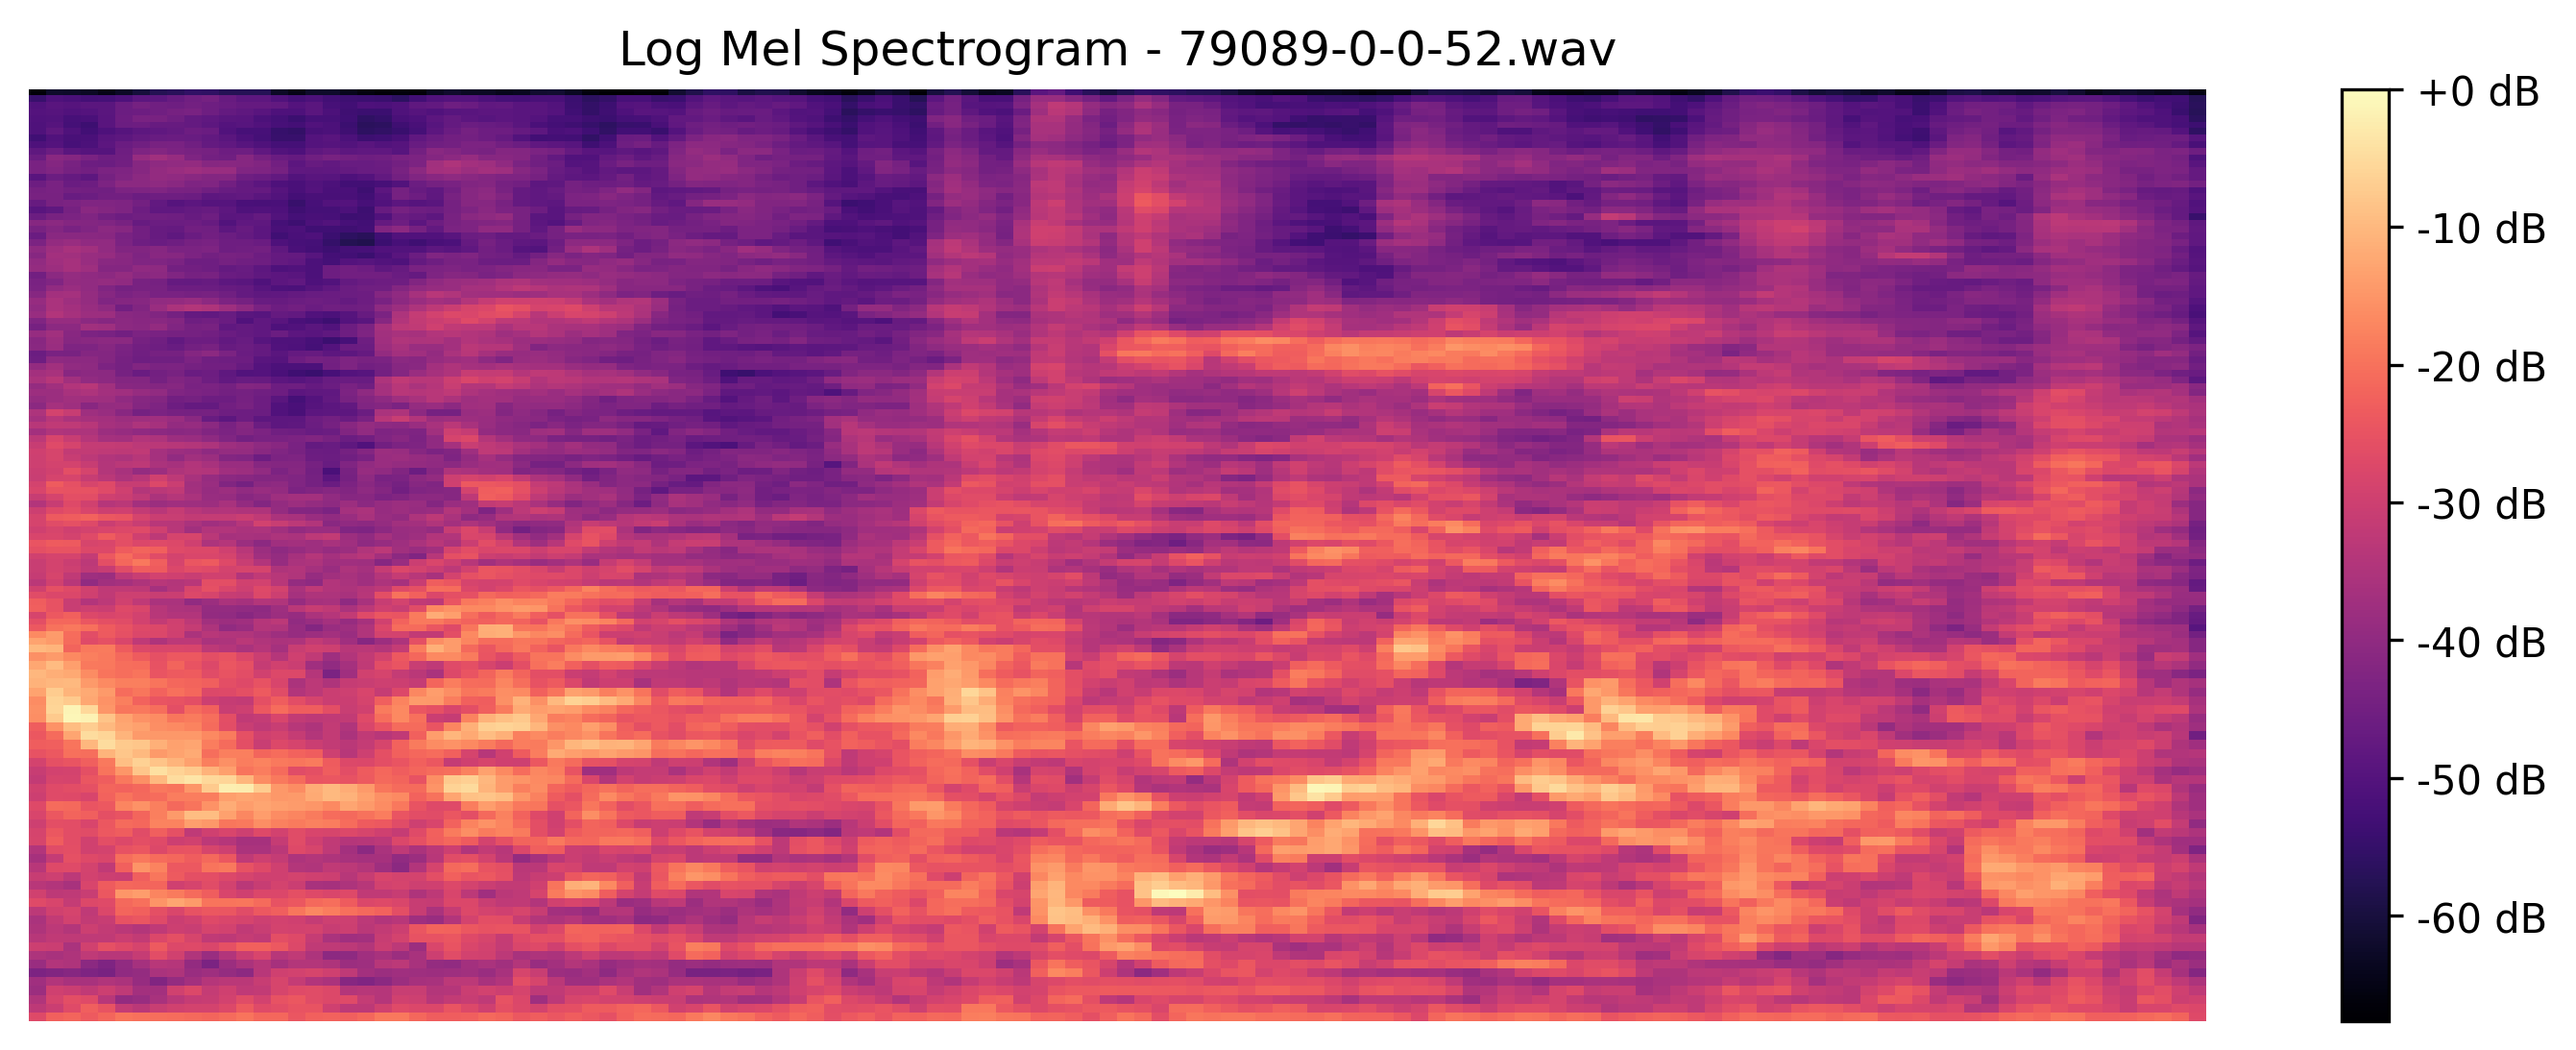 Log Mel Spectrogram - 79089-0-0-52.wav
+0 dB
-10 dB
-20 dB
-30 dB
-40 dB
-50 dB
-60 dB